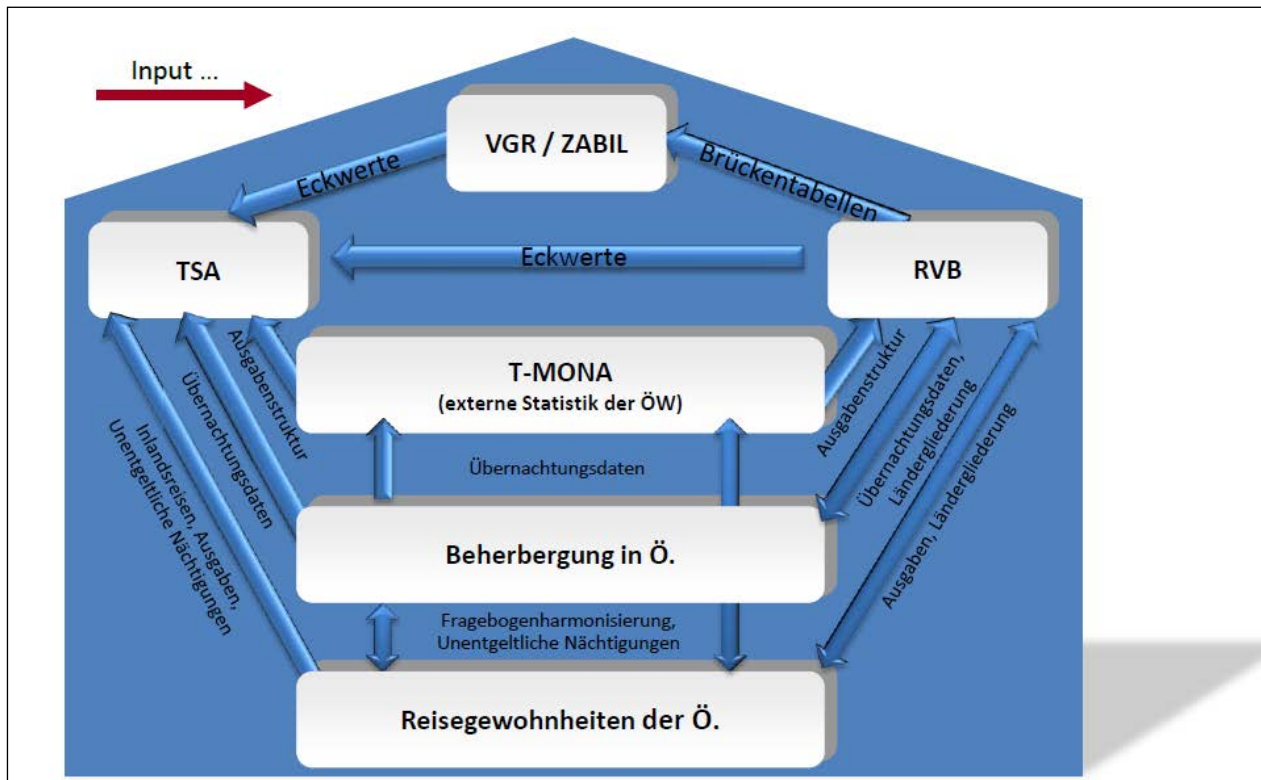 Input ...
VGR / ZABIL
Eckwerte
Brückentabellen
TSA
Eckwerte
RVB
T-MONA
(externe Statistik der ÖW)
Ausgabenstruktur
Übernachtungsdaten
Inlandsreisen, Ausgaben,
Unentgeltliche Nächtigungen
Ausgabenstruktur
Übernachtungsdaten,
Ländergliederung
Ausgaben, Ländergliederung
Übernachtungsdaten
Beherbergung in Ö.
Fragebogenharmonisierung,
Unentgeltliche Nächtigungen
Reisegewohnheiten der Ö.